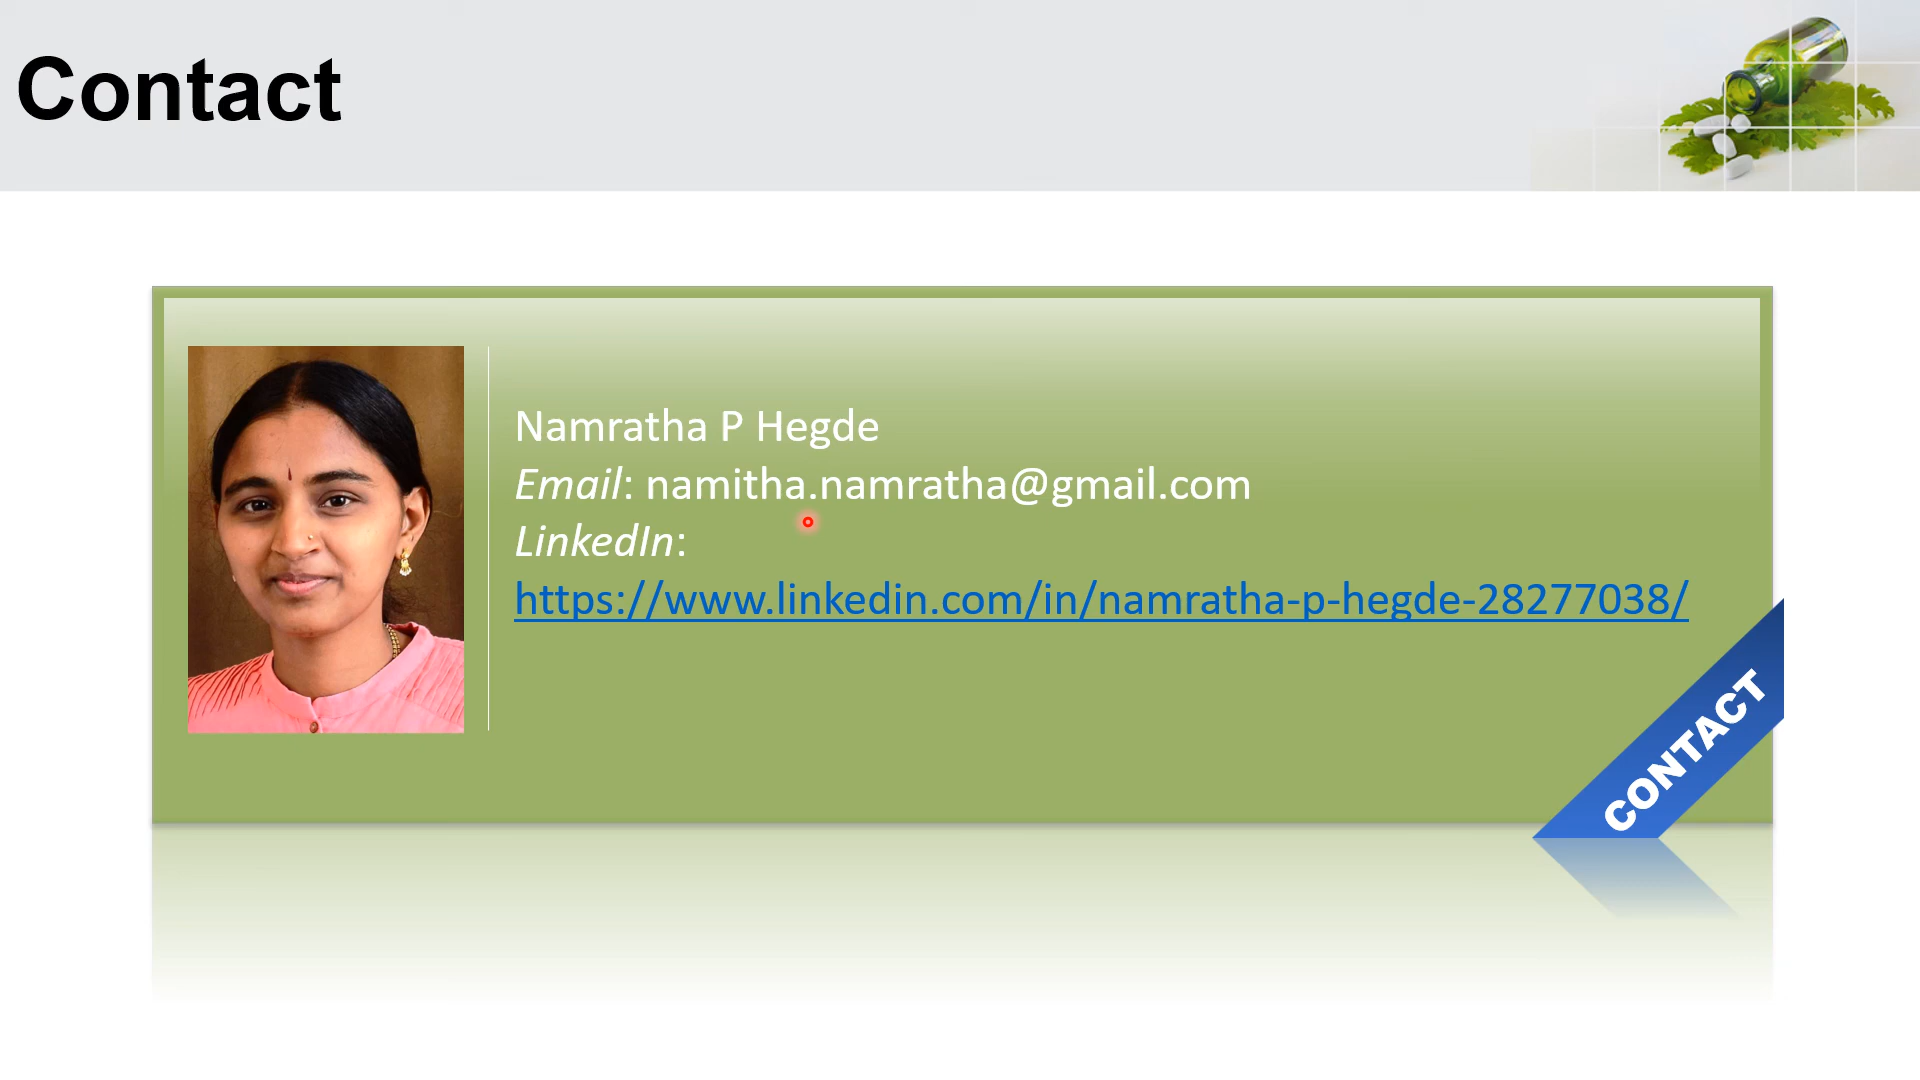 Contact
Namratha P Hegde
Email: namitha.namratha@gmail.com
LinkedIn:
https://www.linkedin.com/in/namratha-p-hegde-28277038/
CONTACT